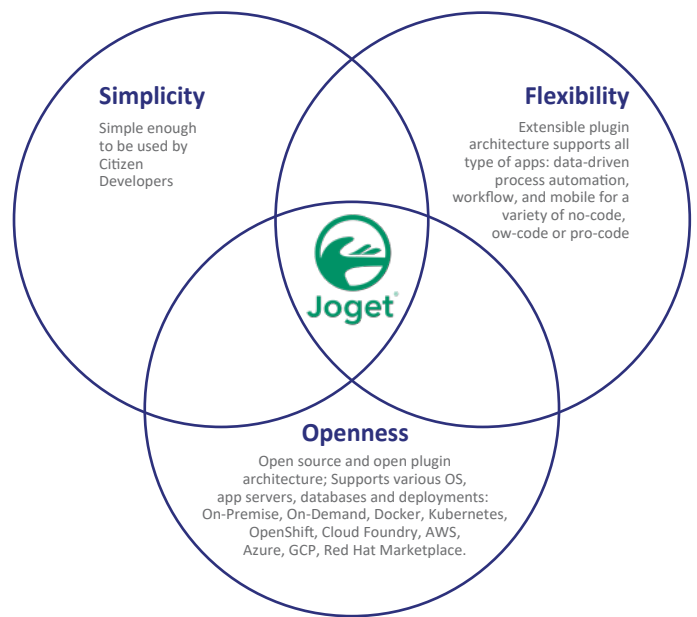 Simplicity
Simple enough
to be used by
Citizen
Developers
Flexibility
Extensible plugin
architecture supports all
type of apps: data-driven
process automation,
workflow, and mobile for a
variety of no-code,
ow-code or pro-code
Joget®
Openness
Open source and open plugin
architecture; Supports various OS,
app servers, databases and deployments:
On-Premise, On-Demand, Docker, Kubernetes,
OpenShift, Cloud Foundry, AWS,
Azure, GCP, Red Hat Marketplace.